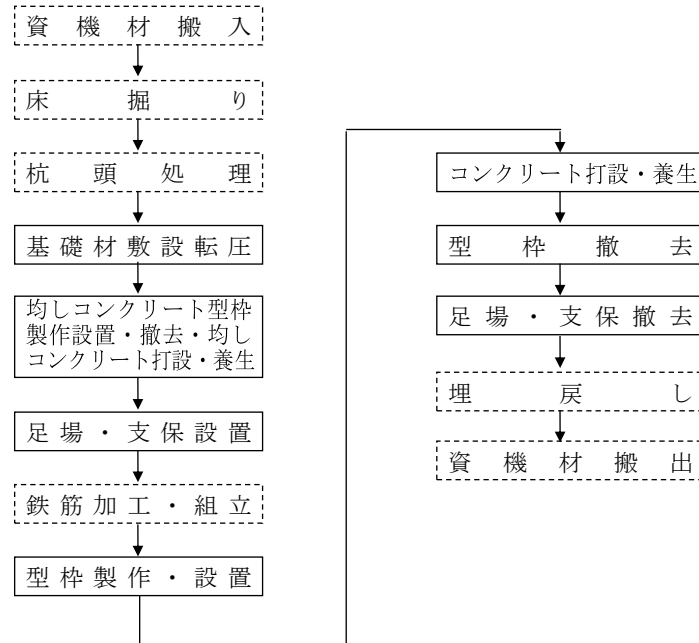 資機材搬入
床掘り
杭頭処理
基礎材敷設転圧
均しコンクリート型枠
製作設置・撤去・均し
コンクリート打設・養生
足場・支保設置
鉄筋加工・組立
型枠製作・設置
コンクリート打設・養生
型枠撤去
足場・支保撤去
埋戻し
資機材搬出